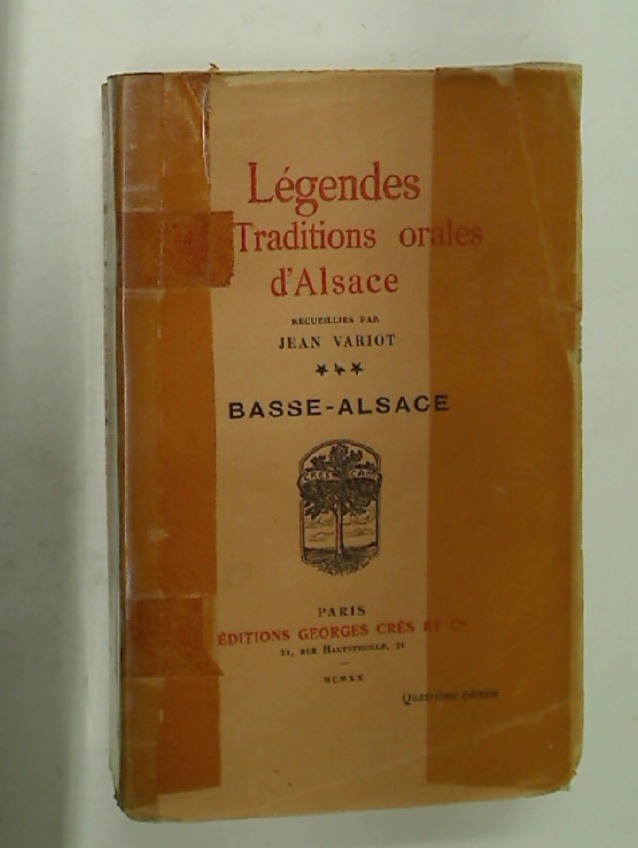 Légendes
Traditions orales
d'Alsace
RECUEILLIES PAR
JEAN VARIOT
★★★
BASSE-ALSACE
CRÈS
PARIS
ÉDITIONS GEORGES CRÈS ET Cie
21, RUE HAUTEFEUILLE, 21
MCMXX
Quatrième édition